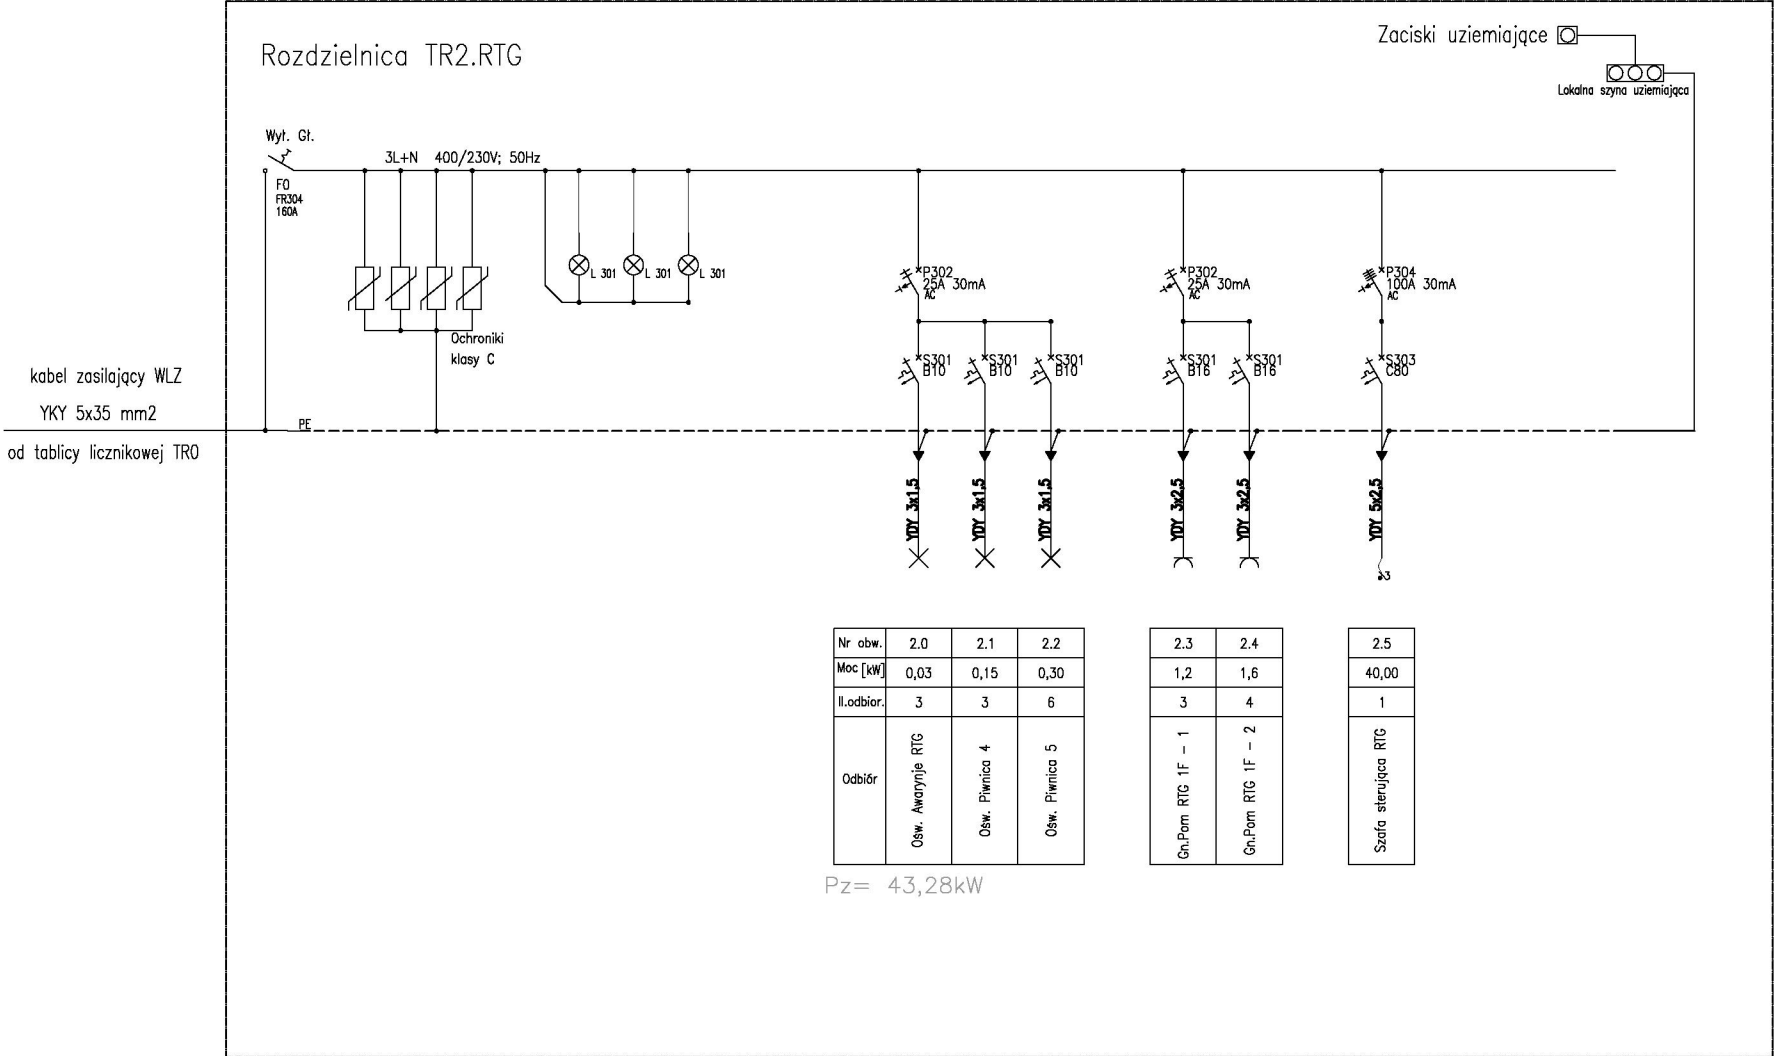 Rozdzielnica TR2.RTG
Zaciski uziemiające
Lokalna szyna uziemiająca
Wył. Gł.
3L+N 400/230V; 50Hz
F0
FR304
160A
L 301
L 301
L 301
Ochroniki
klasy C
P302
25A 30mA
AC
P302
25A 30mA
AC
P304
100A 30mA
AC
S301
B10
S301
B10
S301
B10
S301
B16
S301
B16
S303
C80
kabel zasilający WLZ
YKY 5x35 mm2
od tablicy licznikowej TR0
PE
YDY 3x1,5
YDY 3x1,5
YDY 3x1,5
YDY 3x2,5
YDY 3x2,5
YDY 5x2,5
3
Nr obw. 2.0 2.1 2.2 2.3 2.4 2.5
Moc [kW] 0,03 0,15 0,30 1,2 1,6 40,00
Il.odbior. 3 3 6 3 4 1
Odbiór
Ośw. Awarynje RTG
Ośw. Piwnica 4
Ośw. Piwnica 5
Gn.Pom RTG 1F - 1
Gn.Pom RTG 1F - 2
Szafa sterująca RTG
Pz= 43,28kW